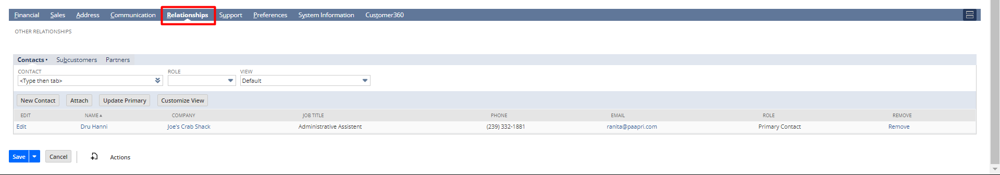 Financial Sales Address Communication Relationships Support Preferences System Information Customer360
OTHER RELATIONSHIPS
Contacts • Subcustomers Partners
CONTACT ROLE VIEW
<Type then tab> Default
New Contact Attach Update Primary Customize View
EDIT NAME▲ COMPANY JOB TITLE PHONE EMAIL ROLE REMOVE
Edit Dru Hanni Joe's Crab Shack Administrative Assistent (239) 332-1881 ranita@paapri.com Primary Contact Remove
Save Cancel Actions